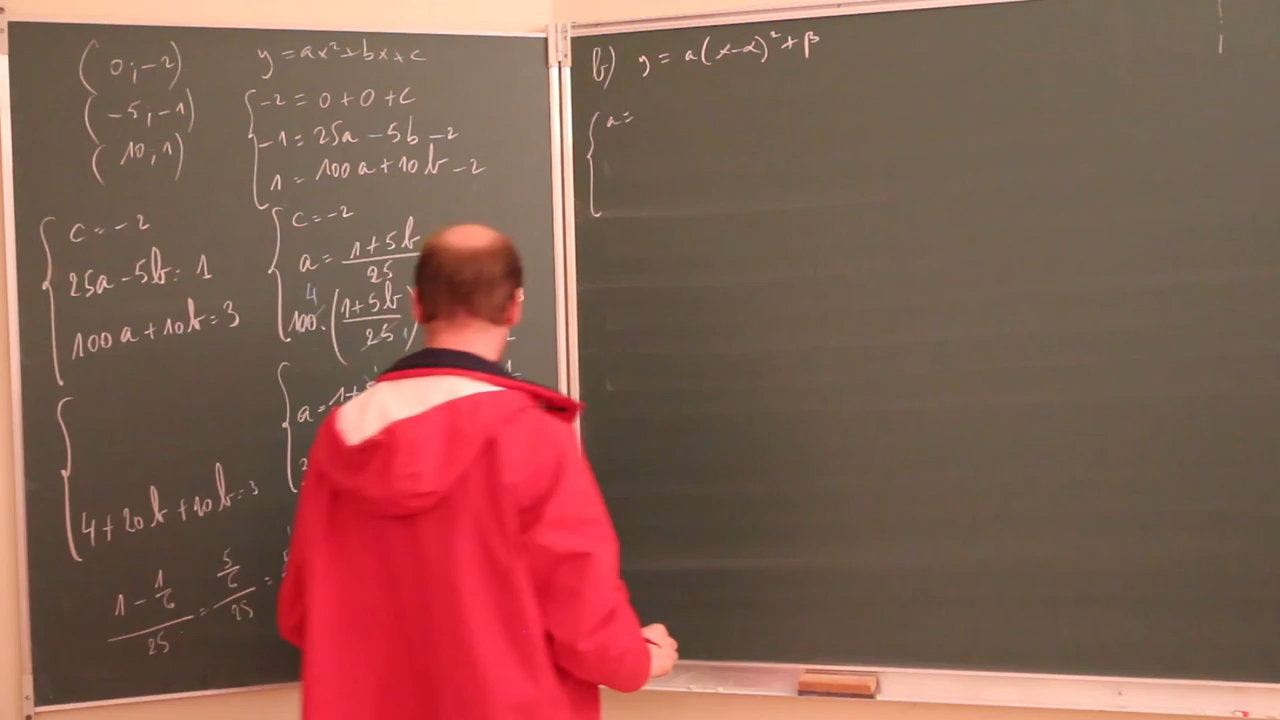 (0;-2)
(-5;-1)
(10;1)
y = ax²+bx+c
-2 = 0+0+c
-1 = 25a-5b-2
1 = 100a+10b-2
c = -2
25a-5b = 1
100a+10b = 3
c = -2
a = (1+5b)/25
4
100·((1+5b)/25)
a =
4+20b+10b = 3
(1-1/6)/25 = (5/6)/25 =
b) y = a(x-α)²+β
a =